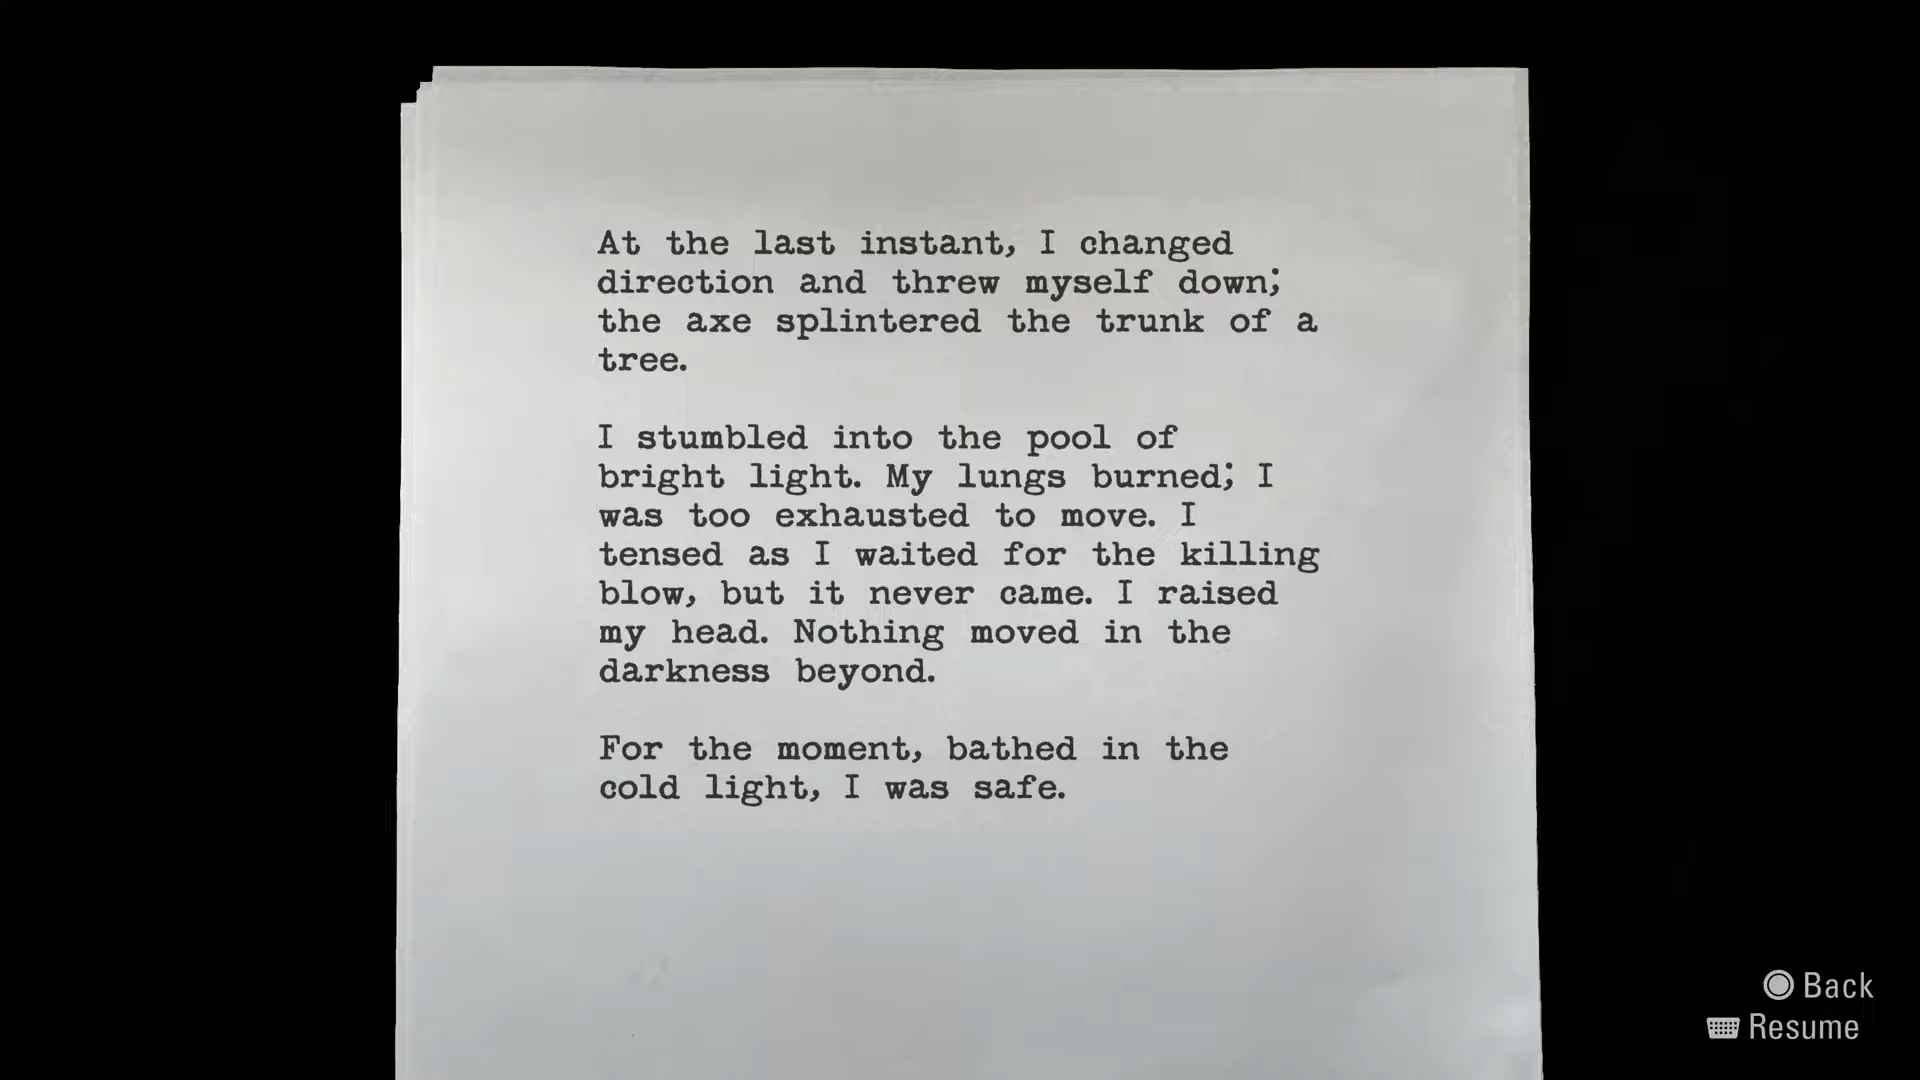 At the last instant, I changed
direction and threw myself down;
the axe splintered the trunk of a
tree.
I stumbled into the pool of
bright light. My lungs burned; I
was too exhausted to move. I
tensed as I waited for the killing
blow, but it never came. I raised
my head. Nothing moved in the
darkness beyond.
For the moment, bathed in the
cold light, I was safe.
Back
Resume